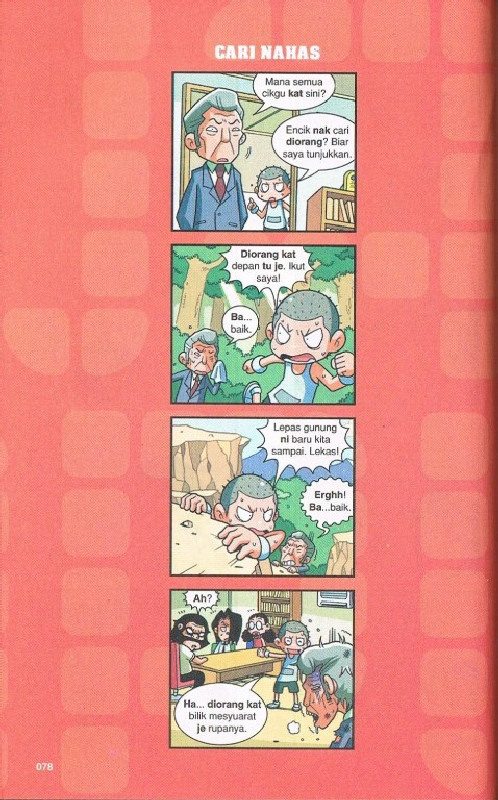 CARI NAHAS
Mana semua
cikgu kat sini?
Encik nak cari
diorang? Biar
saya tunjukkan.
Diorang kat
depan tu je. Ikut
saya!
Ba...
baik.
Lepas gunung
ni baru kita
sampai. Lekas!
Erghh!
Ba...baik.
Ah?
Ha... diorang kat
bilik mesyuarat
je rupanya.
078